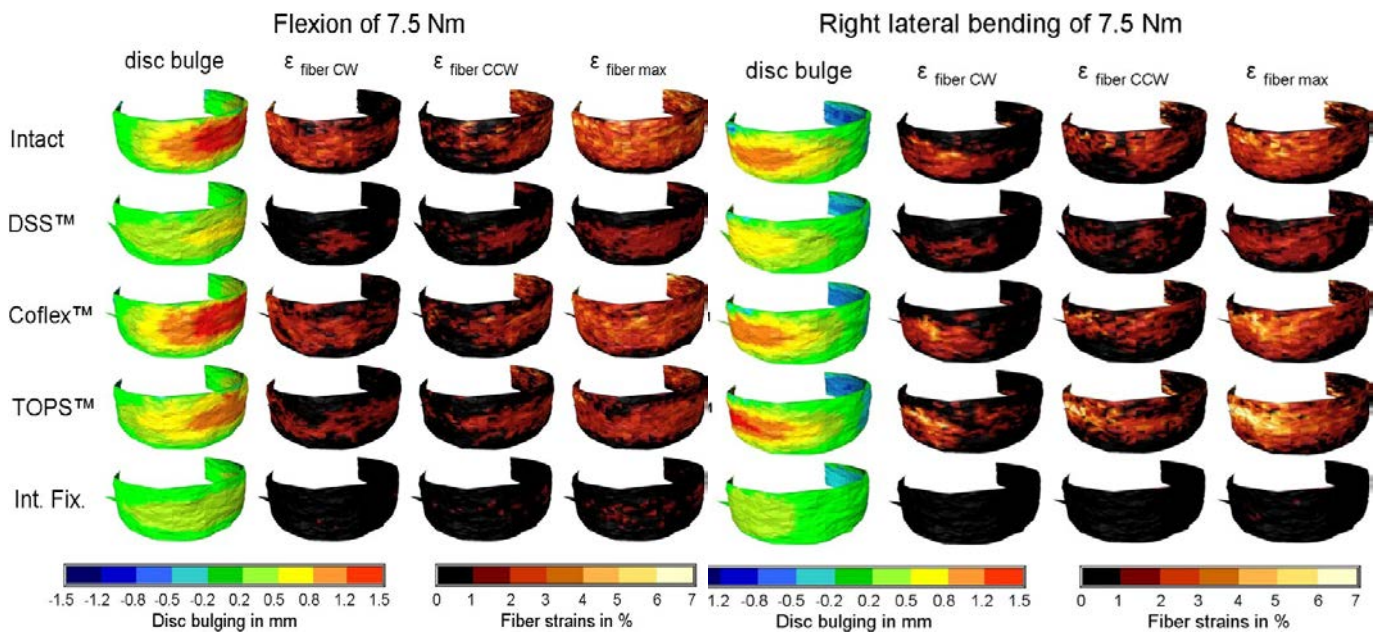 Flexion of 7.5 Nm
Right lateral bending of 7.5 Nm
disc bulge ε fiber CW ε fiber CCW ε fiber max
disc bulge ε fiber CW ε fiber CCW ε fiber max
Intact
DSS™
Coflex™
TOPS™
Int. Fix.
-1.5 -1.2 -0.8 -0.5 -0.2 0.2 0.5 0.8 1.2 1.5
Disc bulging in mm
0 1 2 3 4 5 6 7
Fiber strains in %
1.2 -0.8 -0.5 -0.2 0.2 0.5 0.8 1.2 1.5
Disc bulging in mm
0 1 2 3 4 5 6 7
Fiber strains in %